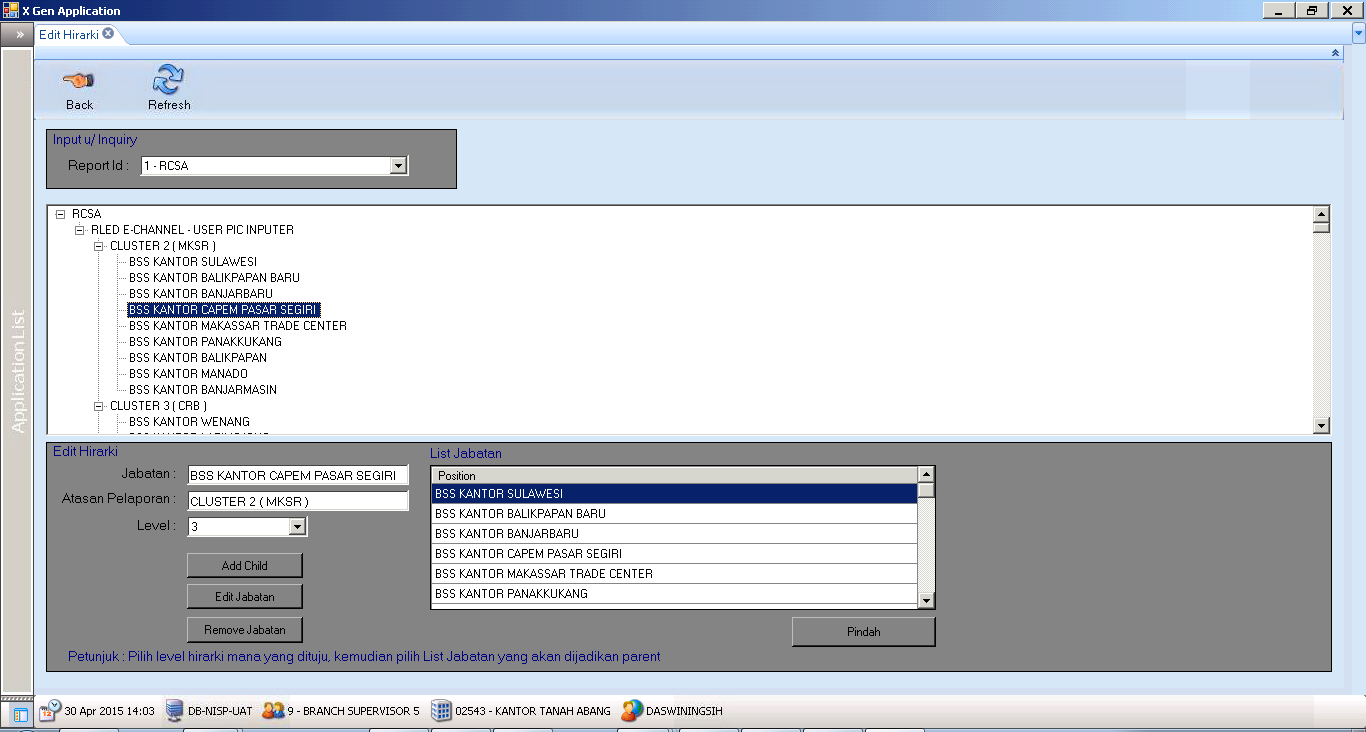 X Gen Application
Edit Hirarki
Back
Refresh
Input u/ Inquiry
Report Id :
1 - RCSA
RCSA
RLED E-CHANNEL - USER PIC INPUTER
CLUSTER 2 ( MKSR )
BSS KANTOR SULAWESI
BSS KANTOR BALIKPAPAN BARU
BSS KANTOR BANJARBARU
BSS KANTOR CAPEM PASAR SEGIRI
BSS KANTOR MAKASSAR TRADE CENTER
BSS KANTOR PANAKKUKANG
BSS KANTOR BALIKPAPAN
BSS KANTOR MANADO
BSS KANTOR BANJARMASIN
CLUSTER 3 ( CRB )
BSS KANTOR WENANG
Application List
Edit Hirarki
Jabatan :
BSS KANTOR CAPEM PASAR SEGIRI
Atasan Pelaporan :
CLUSTER 2 ( MKSR )
Level :
3
Add Child
Edit Jabatan
Remove Jabatan
List Jabatan
Position
BSS KANTOR SULAWESI
BSS KANTOR BALIKPAPAN BARU
BSS KANTOR BANJARBARU
BSS KANTOR CAPEM PASAR SEGIRI
BSS KANTOR MAKASSAR TRADE CENTER
BSS KANTOR PANAKKUKANG
Pindah
Petunjuk : Pilih level hirarki mana yang dituju, kemudian pilih List Jabatan yang akan dijadikan parent
30 Apr 2015 14:03
DB-NISP-UAT
9 - BRANCH SUPERVISOR 5
02543 - KANTOR TANAH ABANG
DASWININGSIH